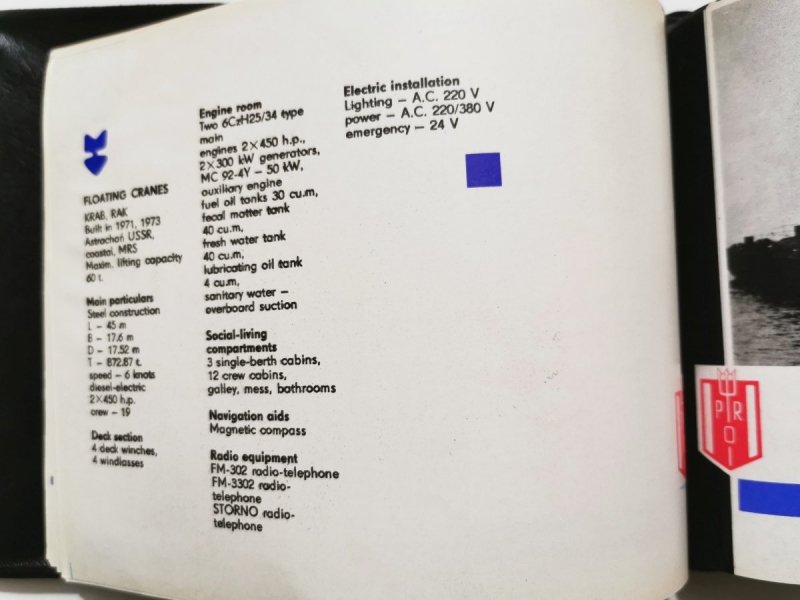 FLOATING CRANES
KRAB, RAK
Built in 1971, 1973
Astrachań USSR,
coastal, MRS
Maxim. lifting capacity
60 t.
Main particulars
Steel construction
L – 45 m
B – 17.6 m
D – 17.52 m
T – 872.87 t.
speed – 6 knots
diesel-electric
2×450 h.p.
crew – 19
Deck section
4 deck winches,
4 windlasses
Engine room
Two 6CzH25/34 type
main
engines 2×450 h.p.,
2×300 kW generators,
MC 92-4Y – 50 kW,
auxiliary engine
fuel oil tanks 30 cu.m,
fecal matter tank
40 cu.m,
fresh water tank
40 cu.m,
lubricating oil tank
4 cu.m,
sanitary water –
overboard suction
Social-living
compartments
3 single-berth cabins,
12 crew cabins,
galley, mess, bathrooms
Navigation aids
Magnetic compass
Radio equipment
FM-302 radio-telephone
FM-3302 radio-
telephone
STORNO radio-
telephone
Electric installation
Lighting – A.C. 220 V
power – A.C. 220/380 V
emergency – 24 V
P R
O